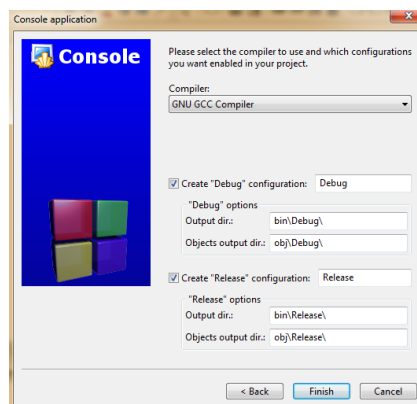 Console application
Console
Please select the compiler to use and which configurations
you want enabled in your project.
Compiler:
GNU GCC Compiler
Create "Debug" configuration: Debug
"Debug" options
Output dir.: bin\Debug\
Objects output dir.: obj\Debug\
Create "Release" configuration: Release
"Release" options
Output dir.: bin\Release\
Objects output dir.: obj\Release\
< Back Finish Cancel